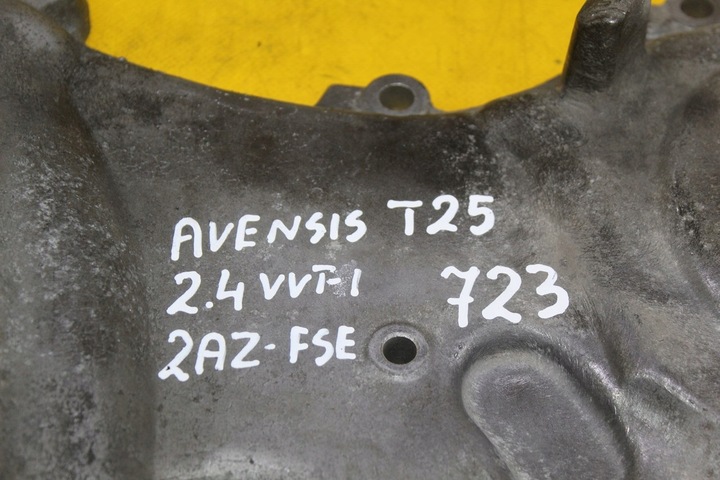 AVENSIS T25
2.4 VVT-I 723
2AZ-FSE